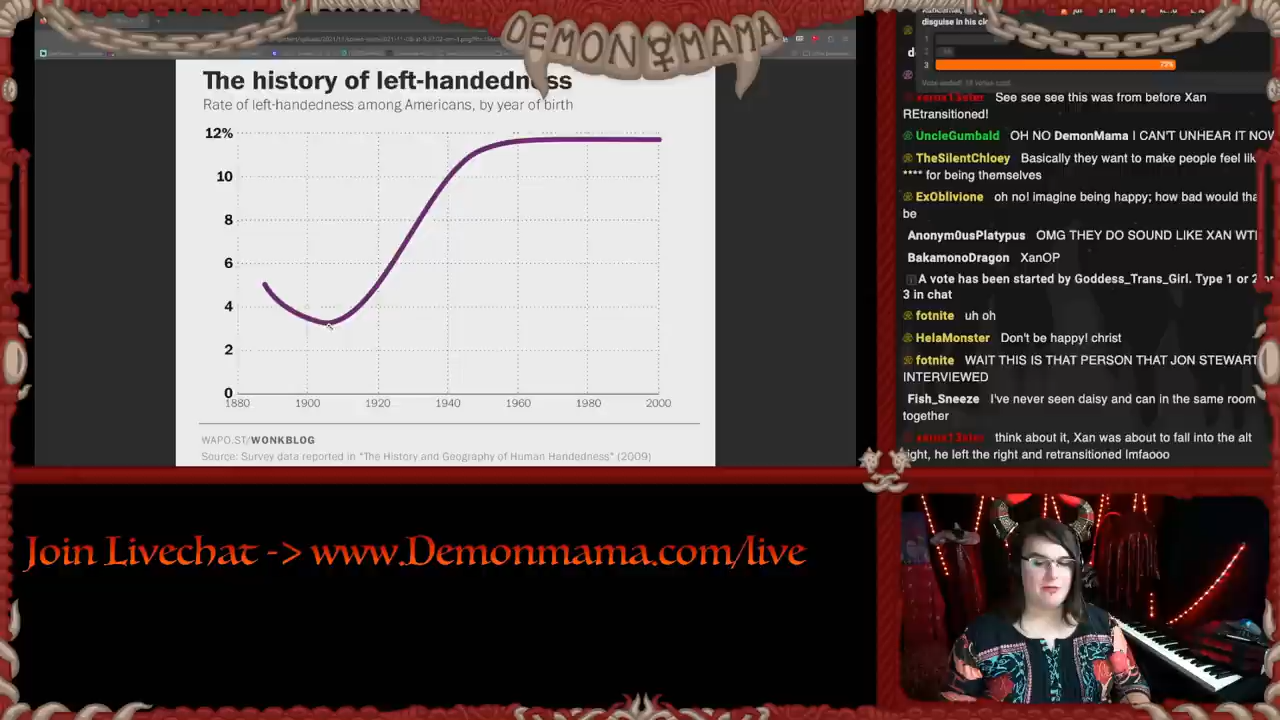 DEMON MAMA
The history of left-handedness
Rate of left-handedness among Americans, by year of birth
12%
10
8
6
4
2
0
1880 1900 1920 1940 1960 1980 2000
WAPO.ST/WONKBLOG
Source: Survey data reported in "The History and Geography of Human Handedness" (2009)
disguise in his
1
2
3 73%
See see see this was from before Xan
REtransitioned!
UncleGumbald OH NO DemonMama I CAN'T UNHEAR IT NOW
TheSilentChloey Basically they want to make people feel lik
**** for being themselves
ExOblivione oh no! imagine being happy; how bad would tha
be
Anonym0usPlatypus OMG THEY DO SOUND LIKE XAN WT
BakamonoDragon XanOP
A vote has been started by Goddess_Trans_Girl. Type 1 or 2
3 in chat
fotnite uh oh
HelaMonster Don't be happy! christ
fotnite WAIT THIS IS THAT PERSON THAT JON STEWART
INTERVIEWED
Fish_Sneeze I've never seen daisy and can in the same room
together
think about it, Xan was about to fall into the alt
right, he left the right and retransitioned lmfaooo
Join Livechat -> www.Demonmama.com/live